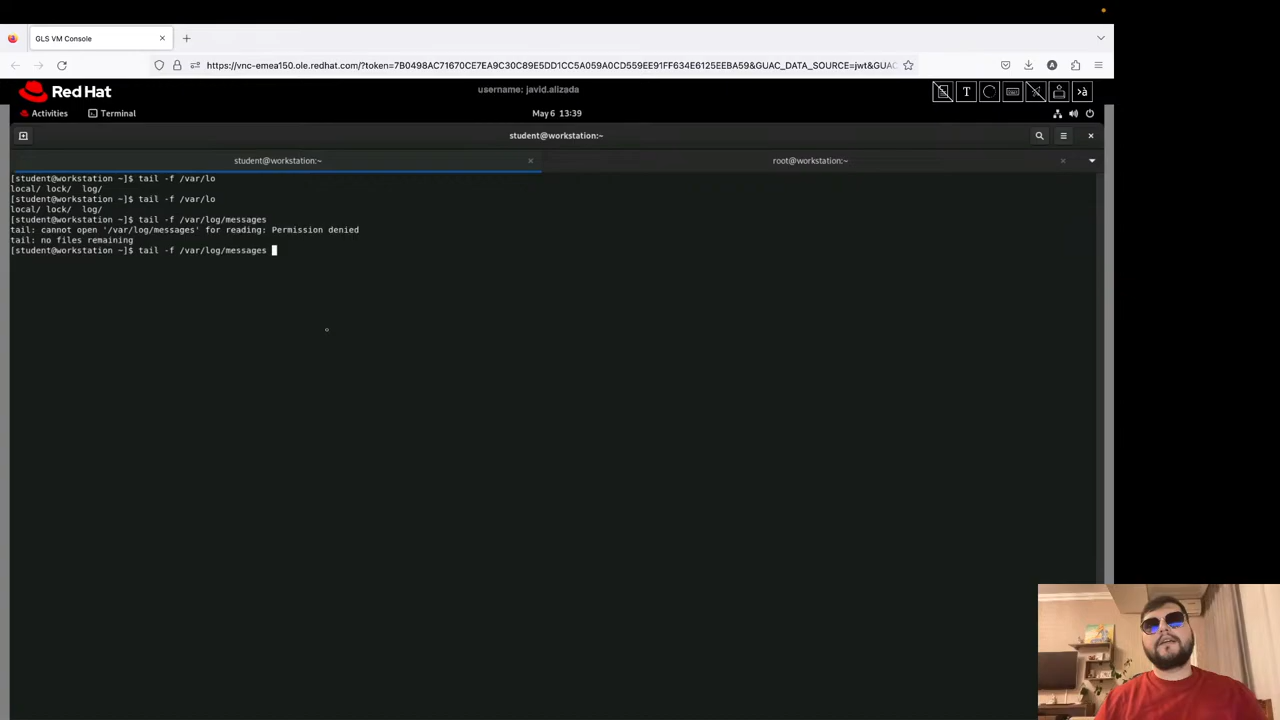 GLS VM Console
https://vnc-emea150.ole.redhat.com/?token=7B0498AC71670CE7EA9C30C89E5DD1CC5A059A0CD559EE91FF634E6125EEBA59&GUAC_DATA_SOURCE=jwt&GUAC
Red Hat
username: javid.alizada
T
>à
Activities
Terminal
May 6 13:39
student@workstation:~
student@workstation:~
root@workstation:~
[student@workstation ~]$ tail -f /var/lo
local/ lock/  log/
[student@workstation ~]$ tail -f /var/lo
local/ lock/  log/
[student@workstation ~]$ tail -f /var/log/messages
tail: cannot open '/var/log/messages' for reading: Permission denied
tail: no files remaining
[student@workstation ~]$ tail -f /var/log/messages